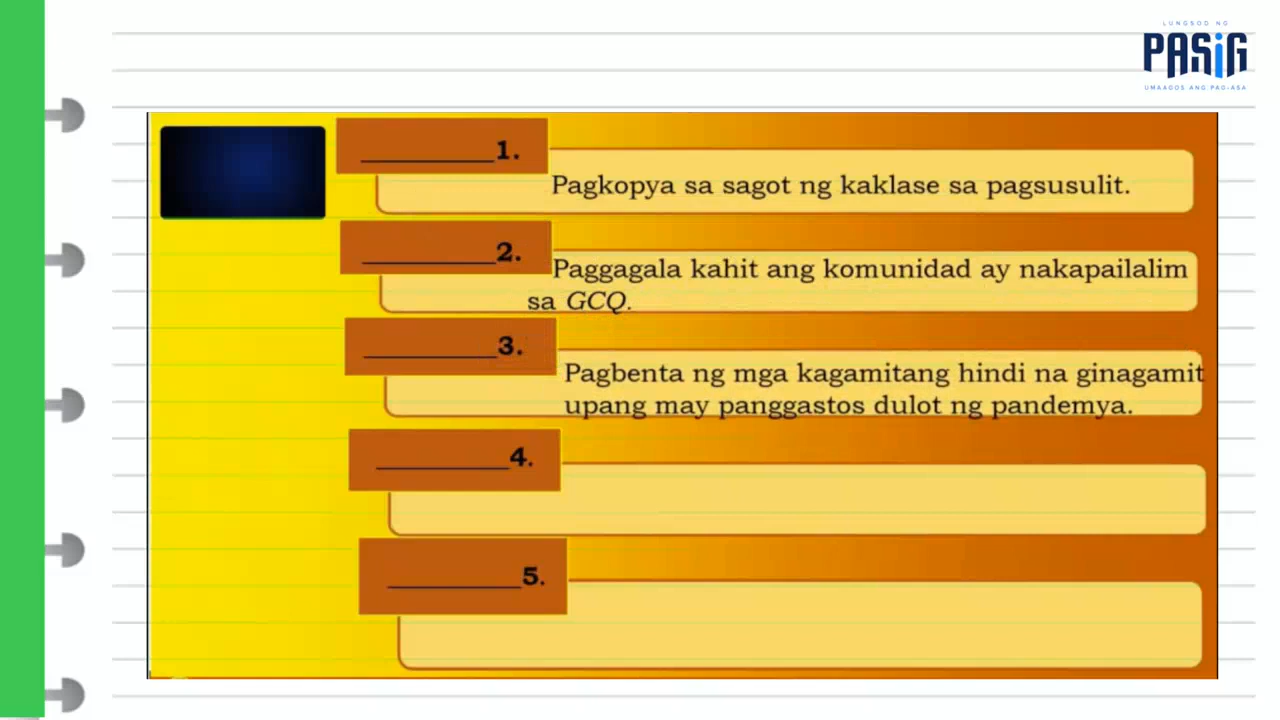 LUNGSOD NG
PASiG
UMAAGOS ANG PAG-ASA
__________1.
Pagkopya sa sagot ng kaklase sa pagsusulit.
__________2.
Paggagala kahit ang komunidad ay nakapailalim
sa GCQ.
__________3.
Pagbenta ng mga kagamitang hindi na ginagamit
upang may panggastos dulot ng pandemya.
__________4.
__________5.